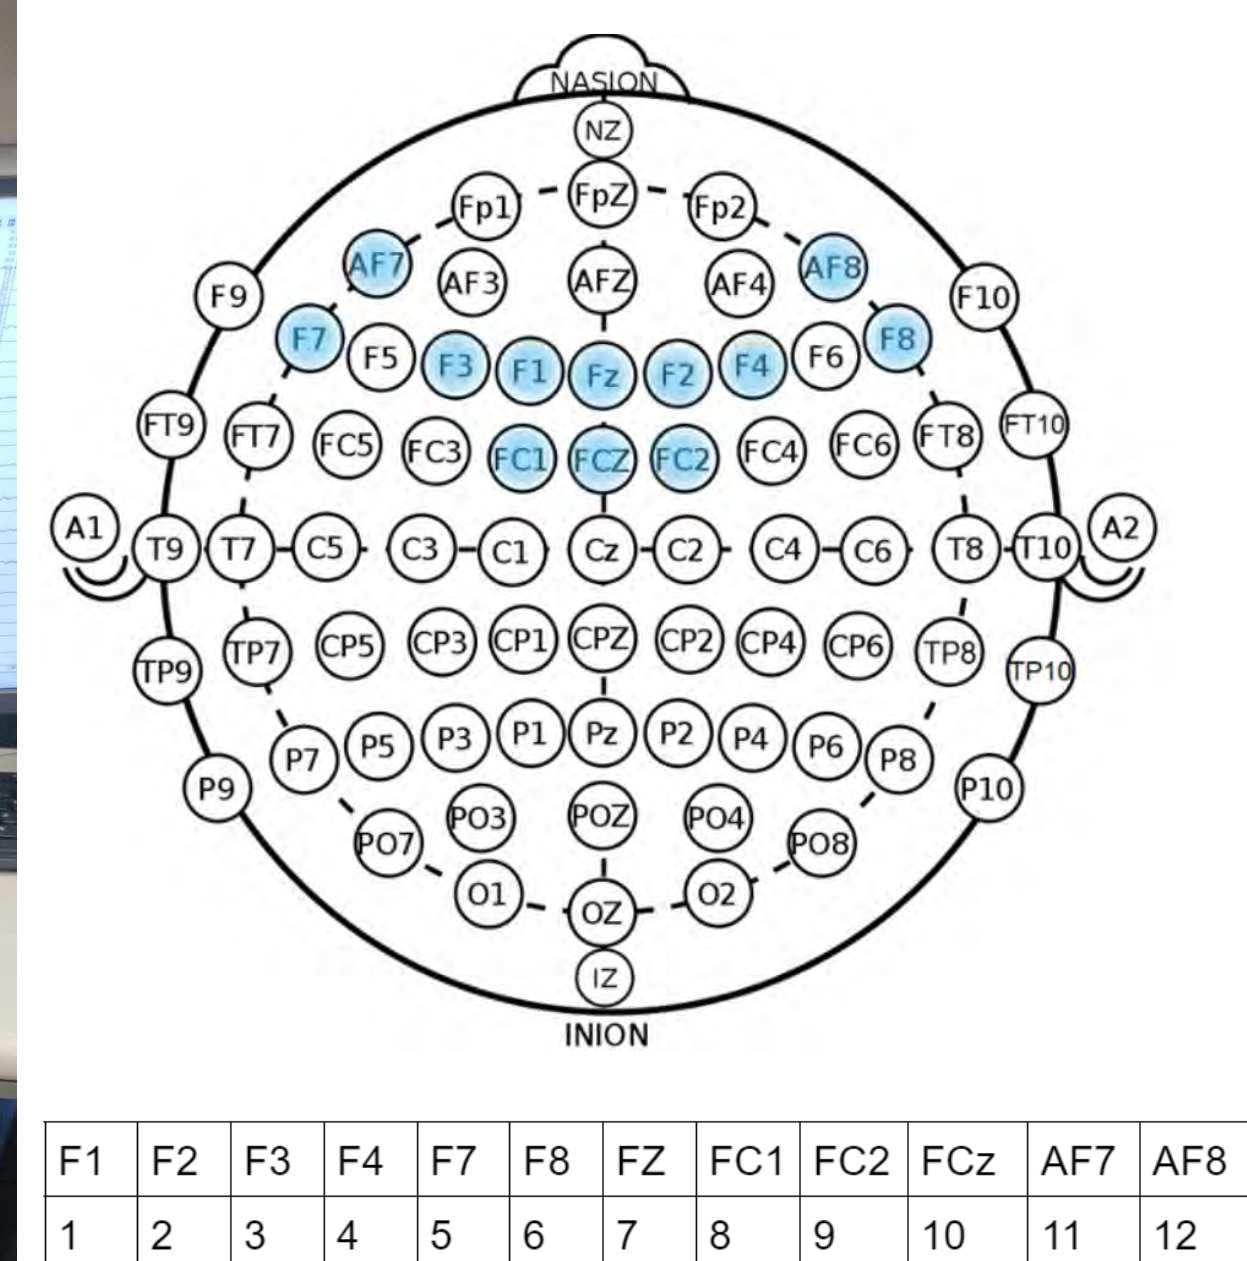 NASION
NZ
Fp1 FpZ Fp2
AF7 AF3 AFZ AF4 AF8
F9 F7 F5 F3 F1 Fz F2 F4 F6 F8 F10
FT9 FT7 FC5 FC3 FC1 FCZ FC2 FC4 FC6 FT8 FT10
A1 T9 T7 C5 C3 C1 Cz C2 C4 C6 T8 T10 A2
TP9 TP7 CP5 CP3 CP1 CPZ CP2 CP4 CP6 TP8 TP10
P9 P7 P5 P3 P1 Pz P2 P4 P6 P8 P10
PO7 PO3 POZ PO4 PO8
O1 OZ O2
IZ
INION
F1 F2 F3 F4 F7 F8 FZ FC1 FC2 FCz AF7 AF8
1 2 3 4 5 6 7 8 9 10 11 12